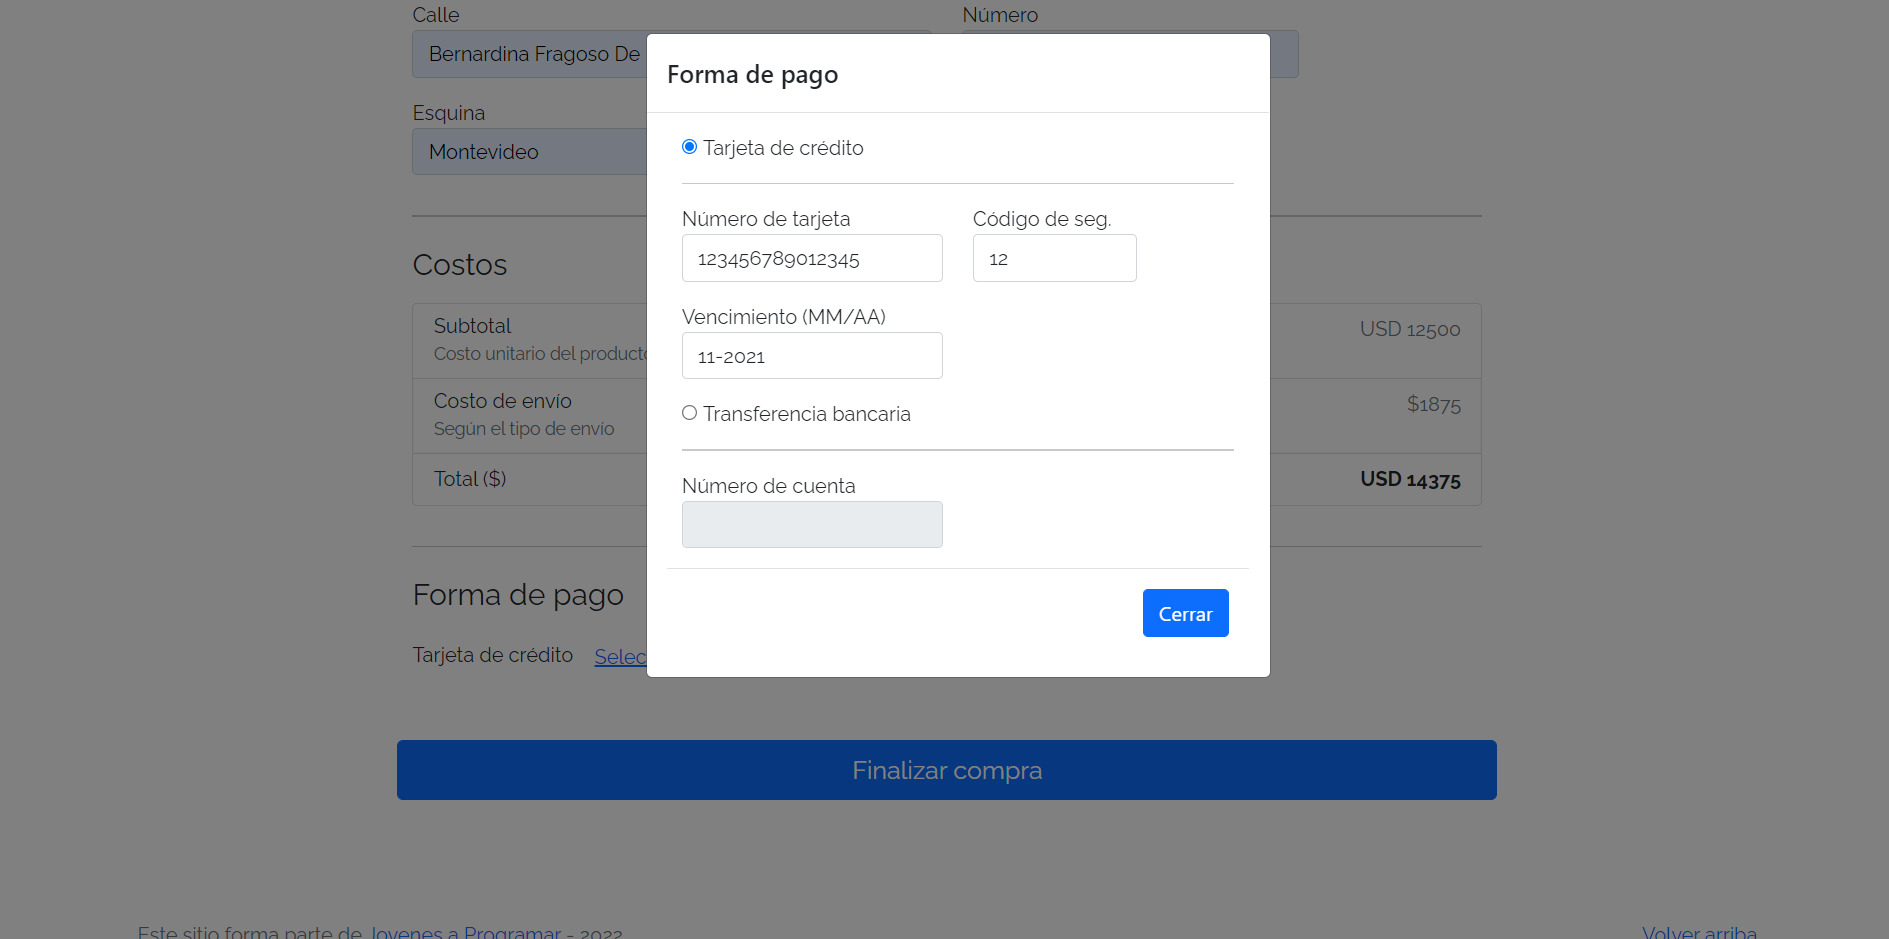 Calle
Número
Bernardina Fragoso De
Esquina
Montevideo
Costos
Subtotal
USD 12500
Costo unitario del producto
Costo de envío
$1875
Según el tipo de envío
Total ($)
USD 14375
Forma de pago
Tarjeta de crédito Selec
Forma de pago
Tarjeta de crédito
Número de tarjeta
Código de seg.
123456789012345
12
Vencimiento (MM/AA)
11-2021
Transferencia bancaria
Número de cuenta
Cerrar
Finalizar compra
Este sitio forma parte de Jovenes a Programar - 2022
Volver arriba